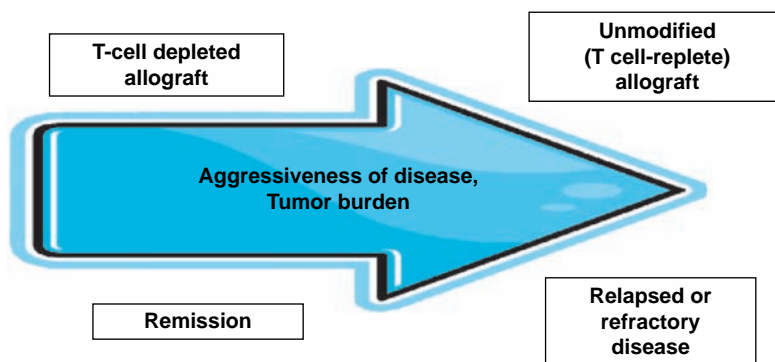 T-cell depleted
allograft
Unmodified
(T cell-replete)
allograft
Aggressiveness of disease,
Tumor burden
Remission
Relapsed or
refractory
disease